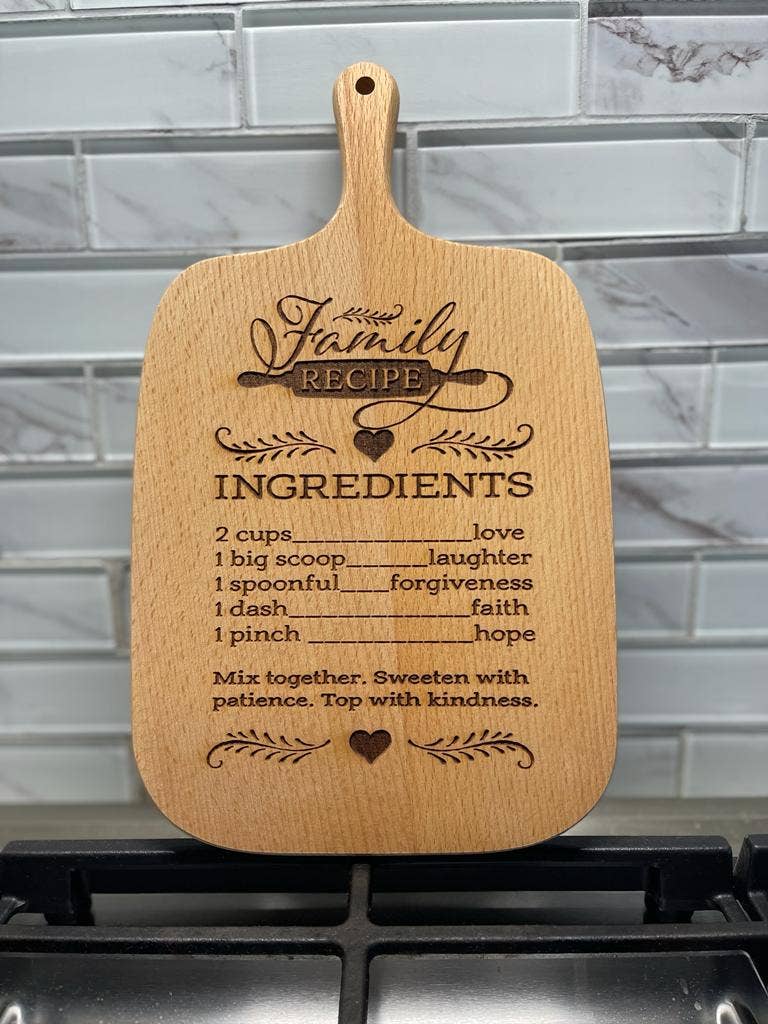 Family
RECIPE
INGREDIENTS
2 cups_____________love
1 big scoop______laughter
1 spoonful___forgiveness
1 dash_____________faith
1 pinch ____________hope
Mix together. Sweeten with
patience. Top with kindness.